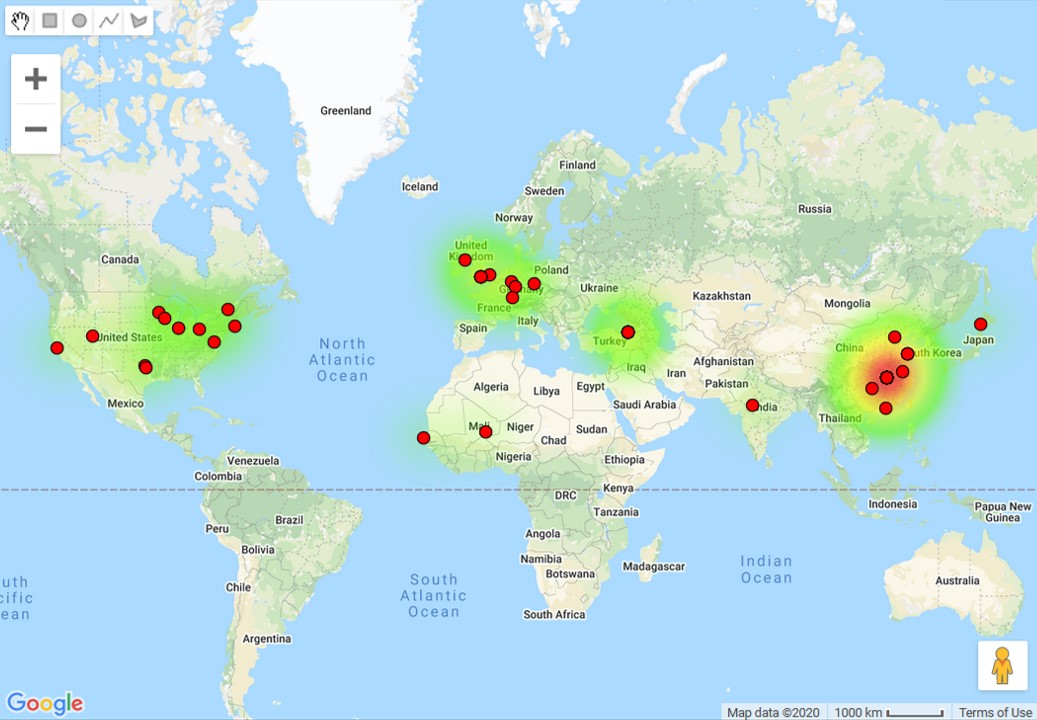 +
−
Greenland
Iceland
Finland
Sweden
Norway
Russia
United
Kingdom
Canada
Poland
Germany
Ukraine
Kazakhstan
Mongolia
France
Italy
Spain
Turkey
United States
China
South Korea
Japan
North
Atlantic
Ocean
Iraq
Iran
Afghanistan
Pakistan
India
Algeria
Libya
Egypt
Saudi Arabia
Mexico
Mali
Niger
Chad
Sudan
Thailand
Nigeria
Ethiopia
Venezuela
Colombia
DRC
Kenya
Tanzania
Indonesia
Papua New
Guinea
Brazil
Peru
Angola
Bolivia
Namibia
Botswana
Madagascar
Indian
Ocean
Chile
South
Atlantic
Ocean
uth
cific
ean
Australia
South Africa
Argentina
Google
Map data ©2020
1000 km
Terms of Use